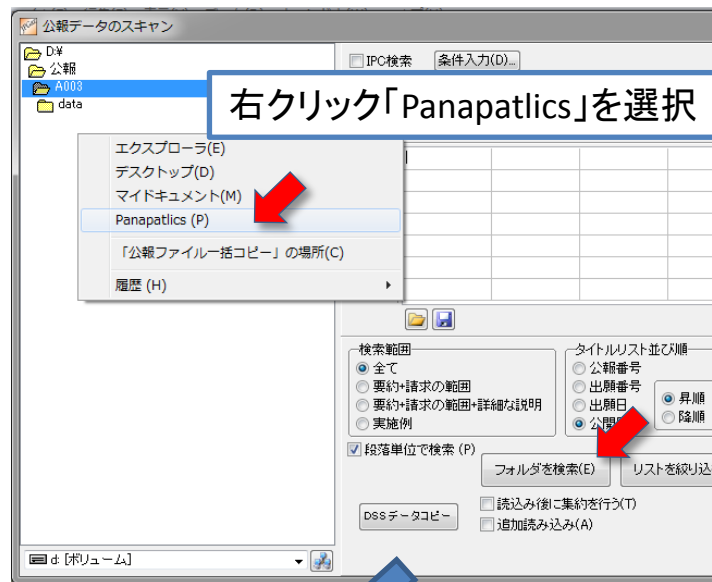 公報データのスキャン
D:¥
公報
A003
data
IPC検索
条件入力(D)...
右クリック「Panapatlics」を選択
エクスプローラ(E)
デスクトップ(D)
マイドキュメント(M)
Panapatlics (P)
「公報ファイル一括コピー」の場所(C)
履歴 (H)
検索範囲
全て
要約+請求の範囲
要約+請求の範囲+詳細な説明
実施例
タイトルリスト並び順
公報番号
出願番号
出願日
昇順
降順
段落単位で検索 (P)
フォルダを検索(E)
リストを絞り込
DSSデータコピー
読込み後に集約を行う(T)
追加読み込み(A)
d: [ボリューム]